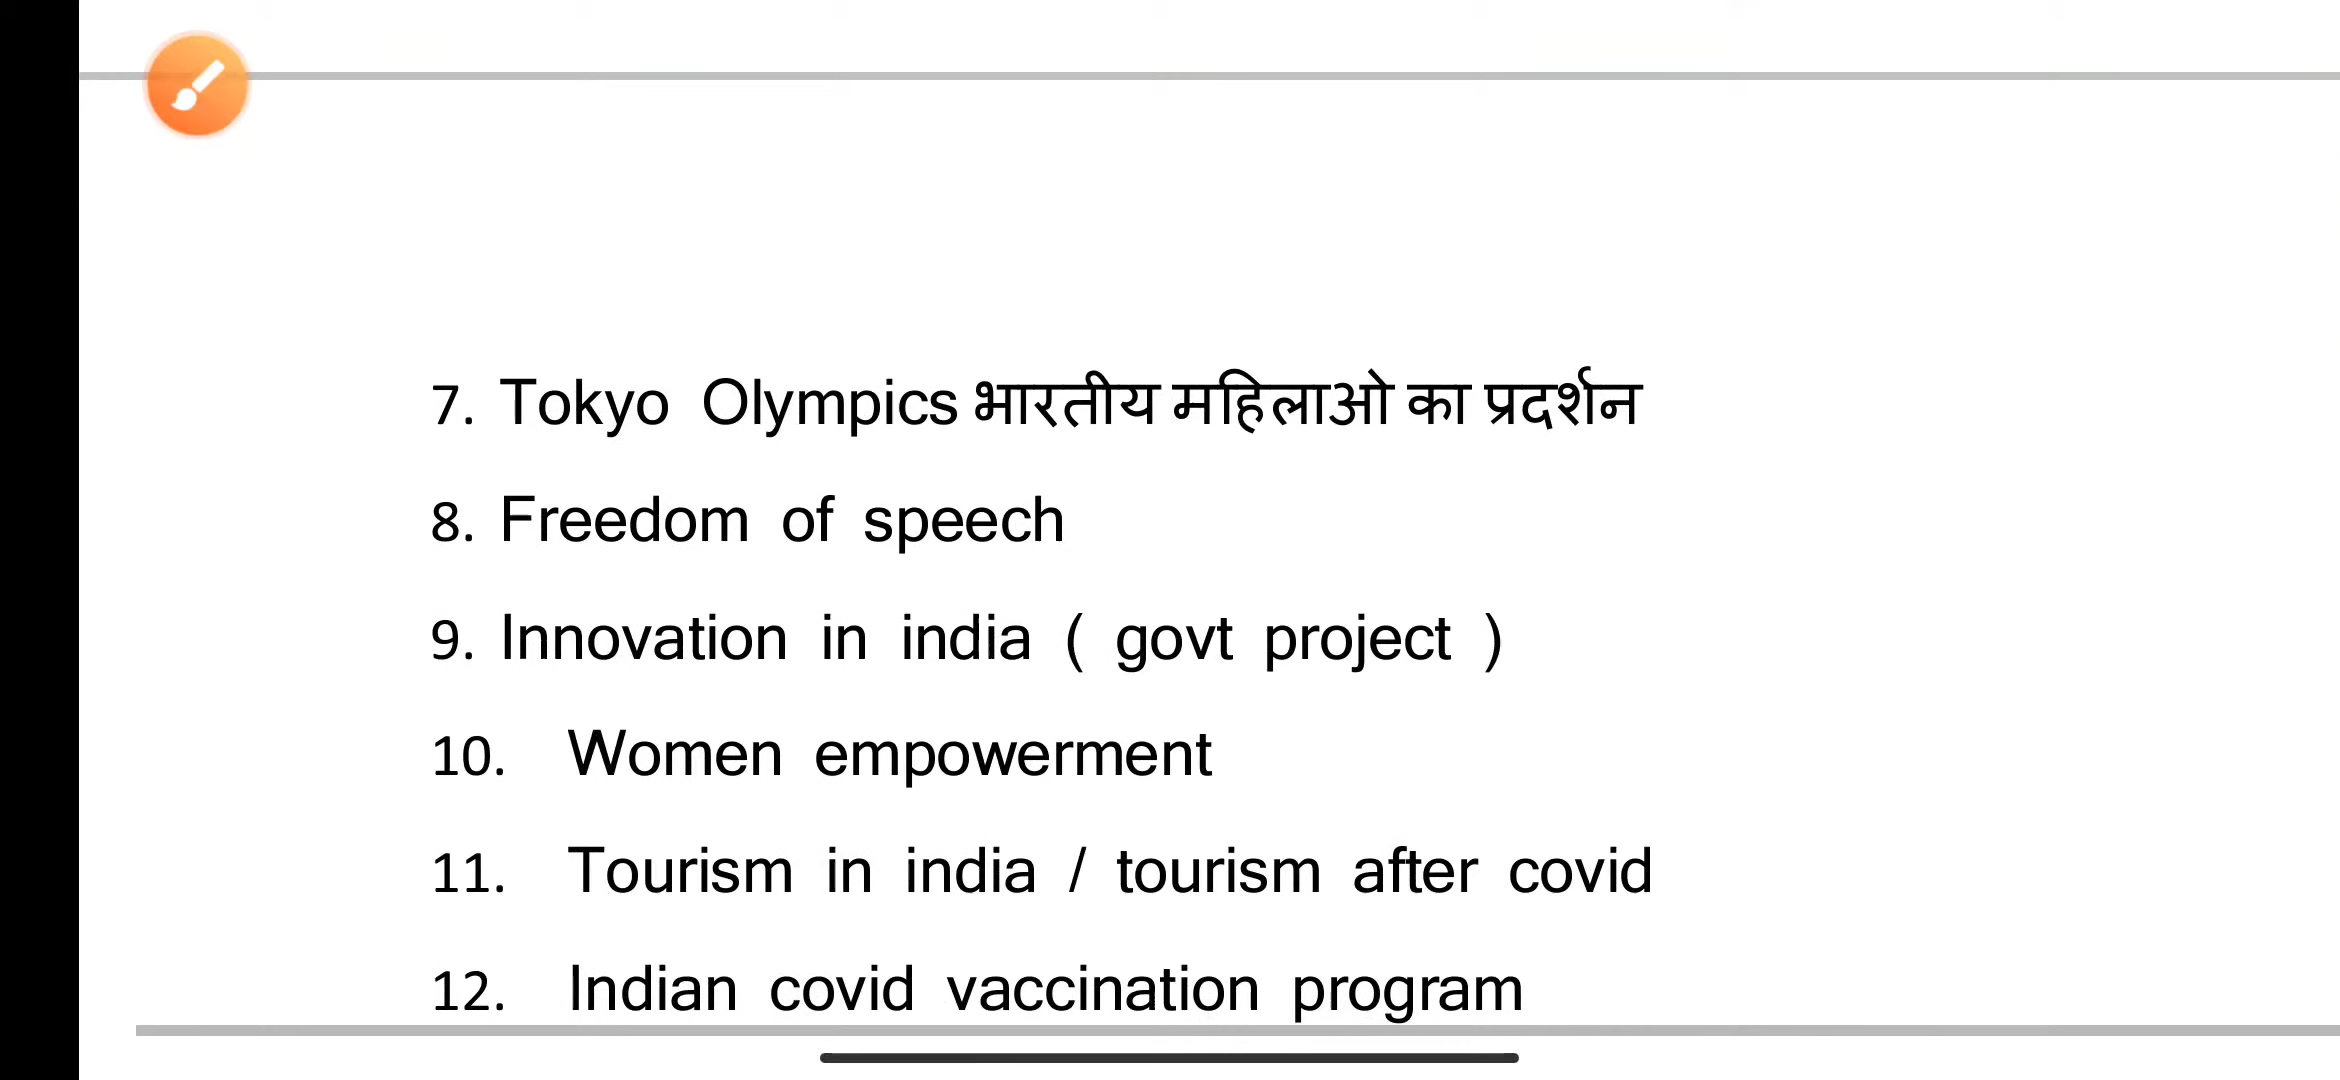 7. Tokyo Olympics भारतीय महिलाओ का प्रदर्शन
8. Freedom of speech
9. Innovation in india ( govt project )
10. Women empowerment
11. Tourism in india / tourism after covid
12. Indian covid vaccination program